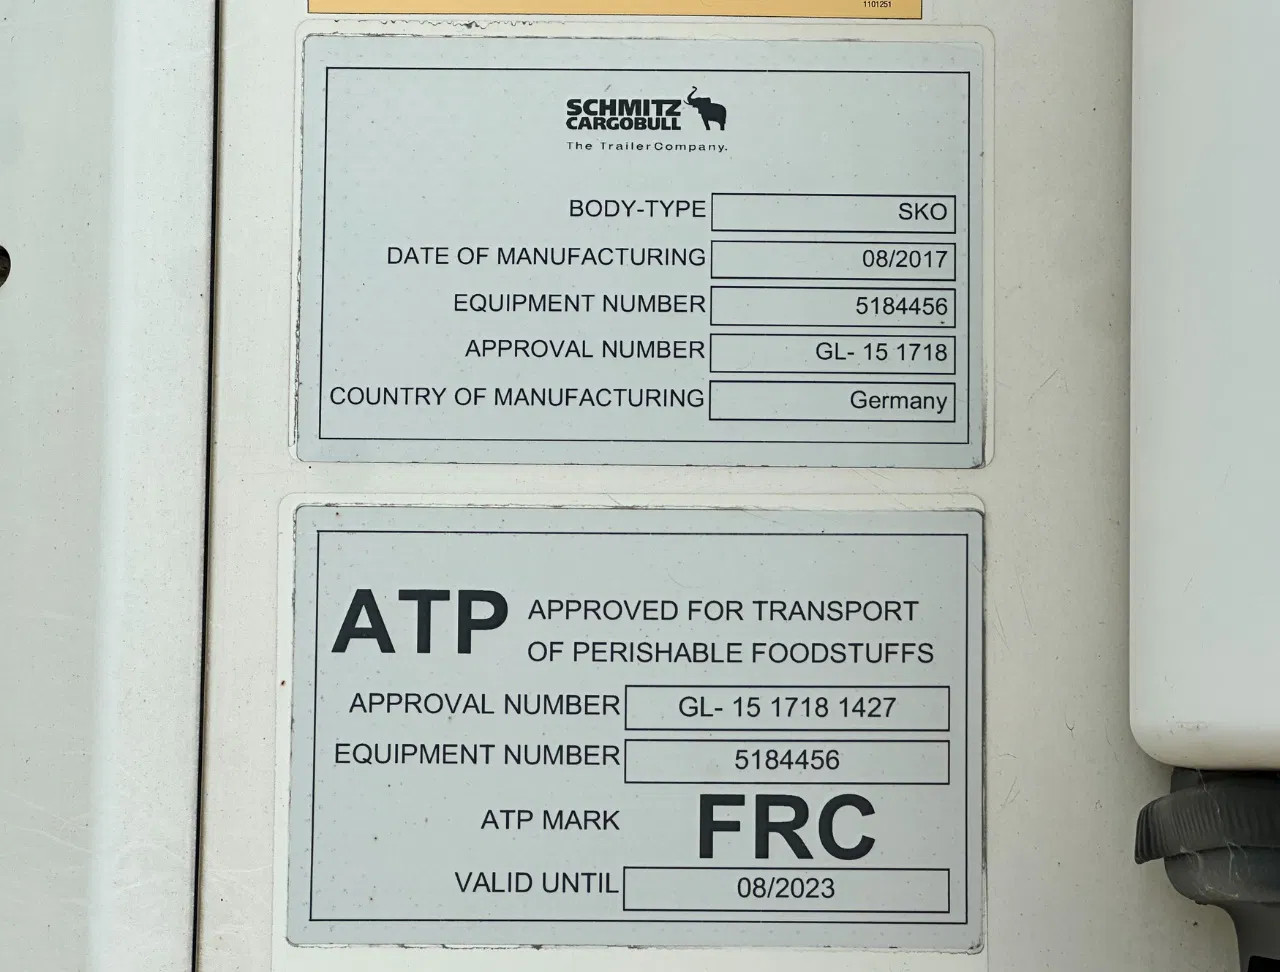 1101251
SCHMITZ
CARGOBULL
The TrailerCompany.
BODY-TYPE SKO
DATE OF MANUFACTURING 08/2017
EQUIPMENT NUMBER 5184456
APPROVAL NUMBER GL- 15 1718
COUNTRY OF MANUFACTURING Germany
ATP APPROVED FOR TRANSPORT
OF PERISHABLE FOODSTUFFS
APPROVAL NUMBER GL- 15 1718 1427
EQUIPMENT NUMBER 5184456
ATP MARK FRC
VALID UNTIL 08/2023